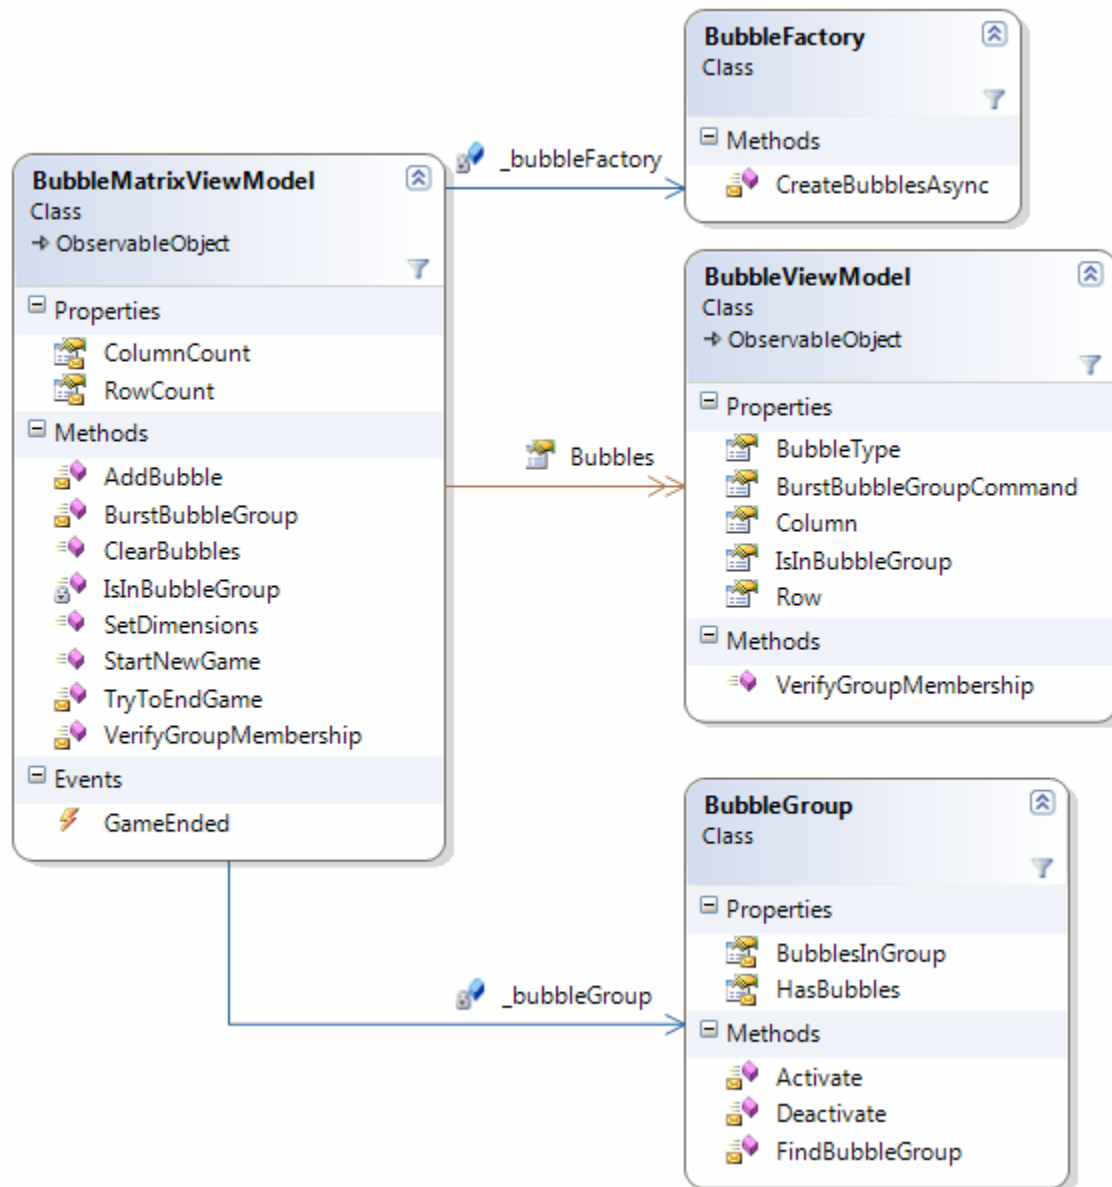 BubbleFactory
Class
Methods
CreateBubblesAsync
_bubbleFactory
BubbleMatrixViewModel
Class
ObservableObject
Properties
ColumnCount
RowCount
Methods
AddBubble
BurstBubbleGroup
ClearBubbles
IsInBubbleGroup
SetDimensions
StartNewGame
TryToEndGame
VerifyGroupMembership
Events
GameEnded
Bubbles
BubbleViewModel
Class
ObservableObject
Properties
BubbleType
BurstBubbleGroupCommand
Column
IsInBubbleGroup
Row
Methods
VerifyGroupMembership
_bubbleGroup
BubbleGroup
Class
Properties
BubblesInGroup
HasBubbles
Methods
Activate
Deactivate
FindBubbleGroup